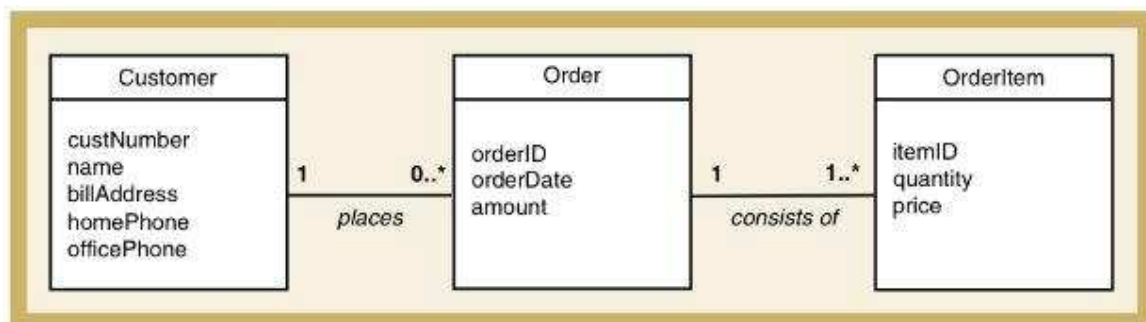 Customer
custNumber
name
billAddress
homePhone
officePhone
1
0..*
places
Order
orderID
orderDate
amount
1
1..*
consists of
OrderItem
itemID
quantity
price